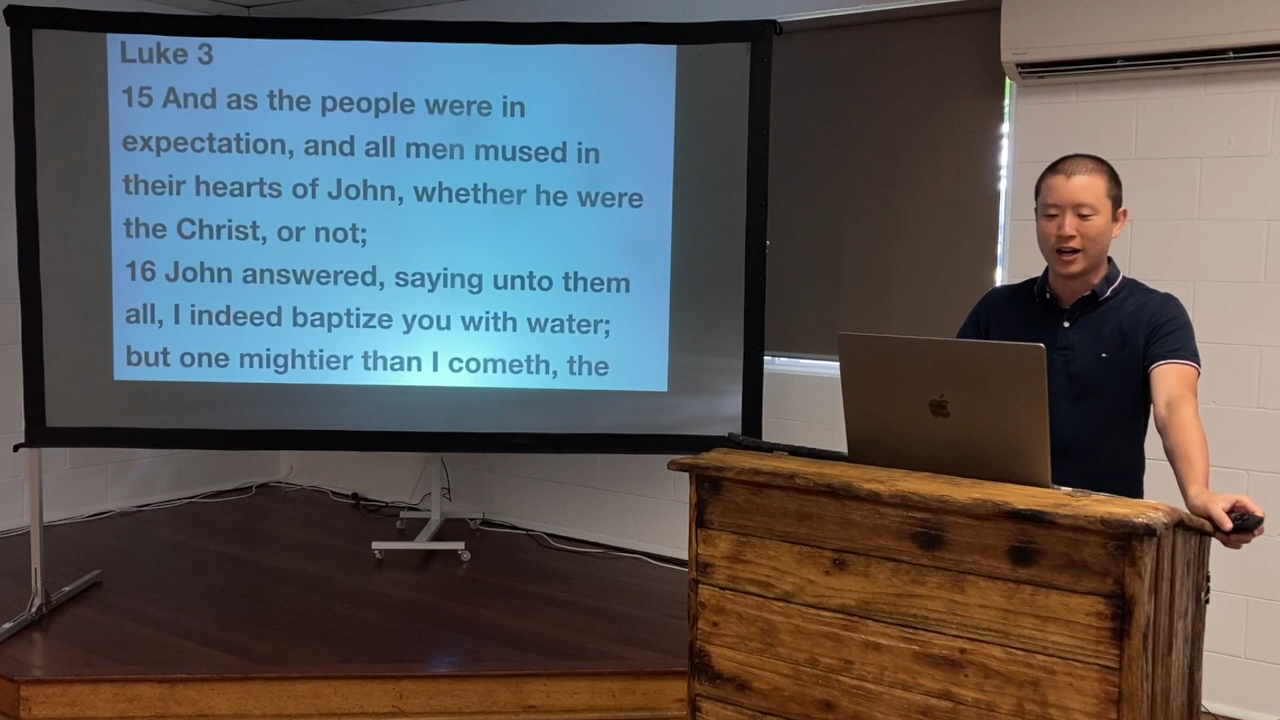 Luke 3
15 And as the people were in
expectation, and all men mused in
their hearts of John, whether he were
the Christ, or not;
16 John answered, saying unto them
all, I indeed baptize you with water;
but one mightier than I cometh, the